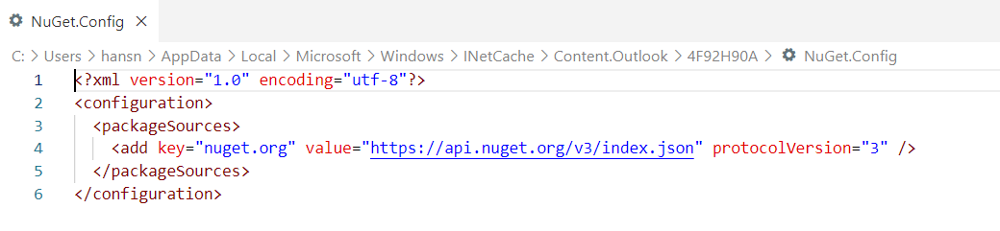 NuGet.Config ×
C: > Users > hansn > AppData > Local > Microsoft > Windows > INetCache > Content.Outlook > 4F92H90A > NuGet.Config
1 <?xml version="1.0" encoding="utf-8"?>
2 <configuration>
3 <packageSources>
4 <add key="nuget.org" value="https://api.nuget.org/v3/index.json" protocolVersion="3" />
5 </packageSources>
6 </configuration>